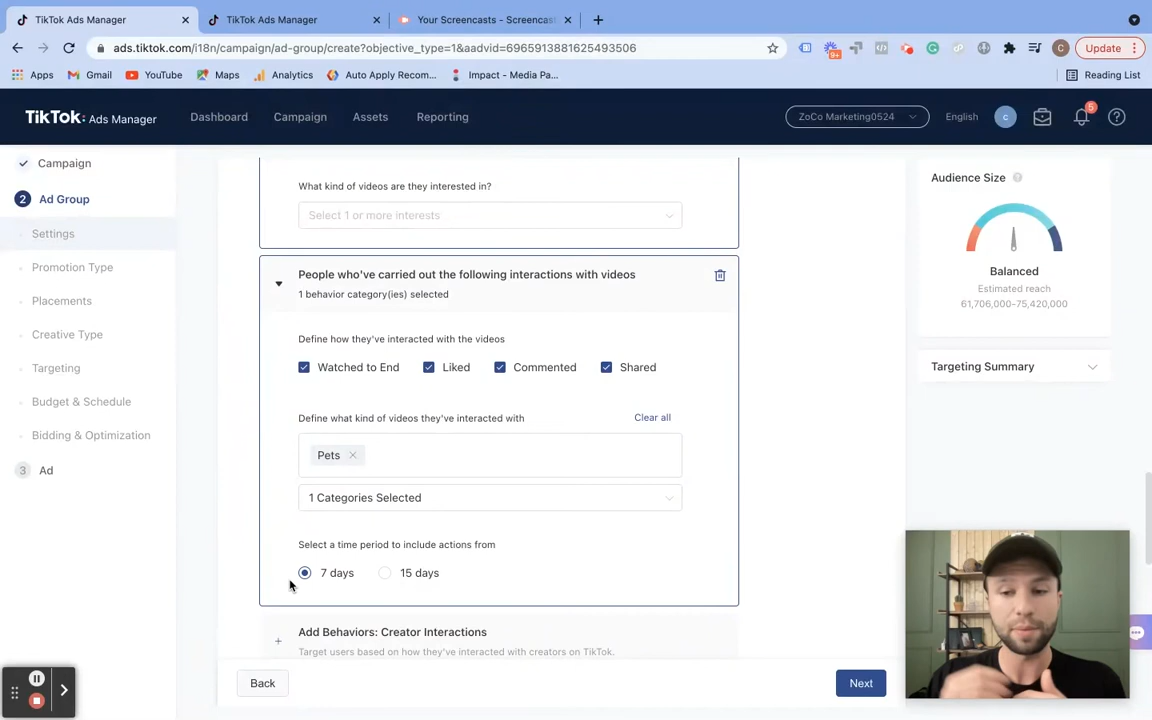 TikTok Ads Manager
TikTok Ads Manager
Your Screencasts - Screencas
ads.tiktok.com/i18n/campaign/ad-group/create?objective_type=1&aadvid=6965913881625493506
9+
C
Update
Apps
Gmail
YouTube
Maps
Analytics
Auto Apply Recom...
Impact - Media Pa...
Reading List
TikTok: Ads Manager
Dashboard
Campaign
Assets
Reporting
ZoCo Marketing0524
English
c
5
Campaign
2 Ad Group
Settings
Promotion Type
Placements
Creative Type
Targeting
Budget & Schedule
Bidding & Optimization
3 Ad
What kind of videos are they interested in?
Select 1 or more interests
People who've carried out the following interactions with videos
1 behavior category(ies) selected
Define how they've interacted with the videos
Watched to End
Liked
Commented
Shared
Define what kind of videos they've interacted with
Clear all
Pets
1 Categories Selected
Select a time period to include actions from
7 days
15 days
Add Behaviors: Creator Interactions
Target users based on how they've interacted with creators on TikTok.
Back
Next
Audience Size
Balanced
Estimated reach
61,706,000-75,420,000
Targeting Summary